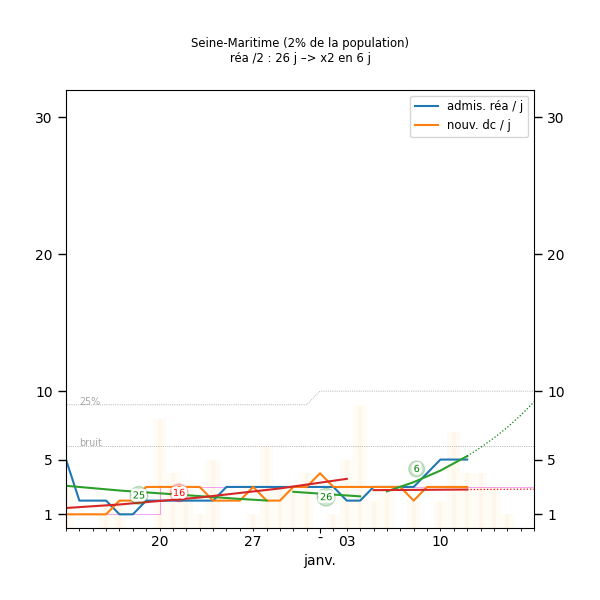 Seine-Maritime (2% de la population)
réa /2 : 26 j –> x2 en 6 j
admis. réa / j
nouv. dc / j
30 30
20 20
10 10
25%
bruit
5 5
1 1
25
16
26
6
20 27 – 03 10
janv.